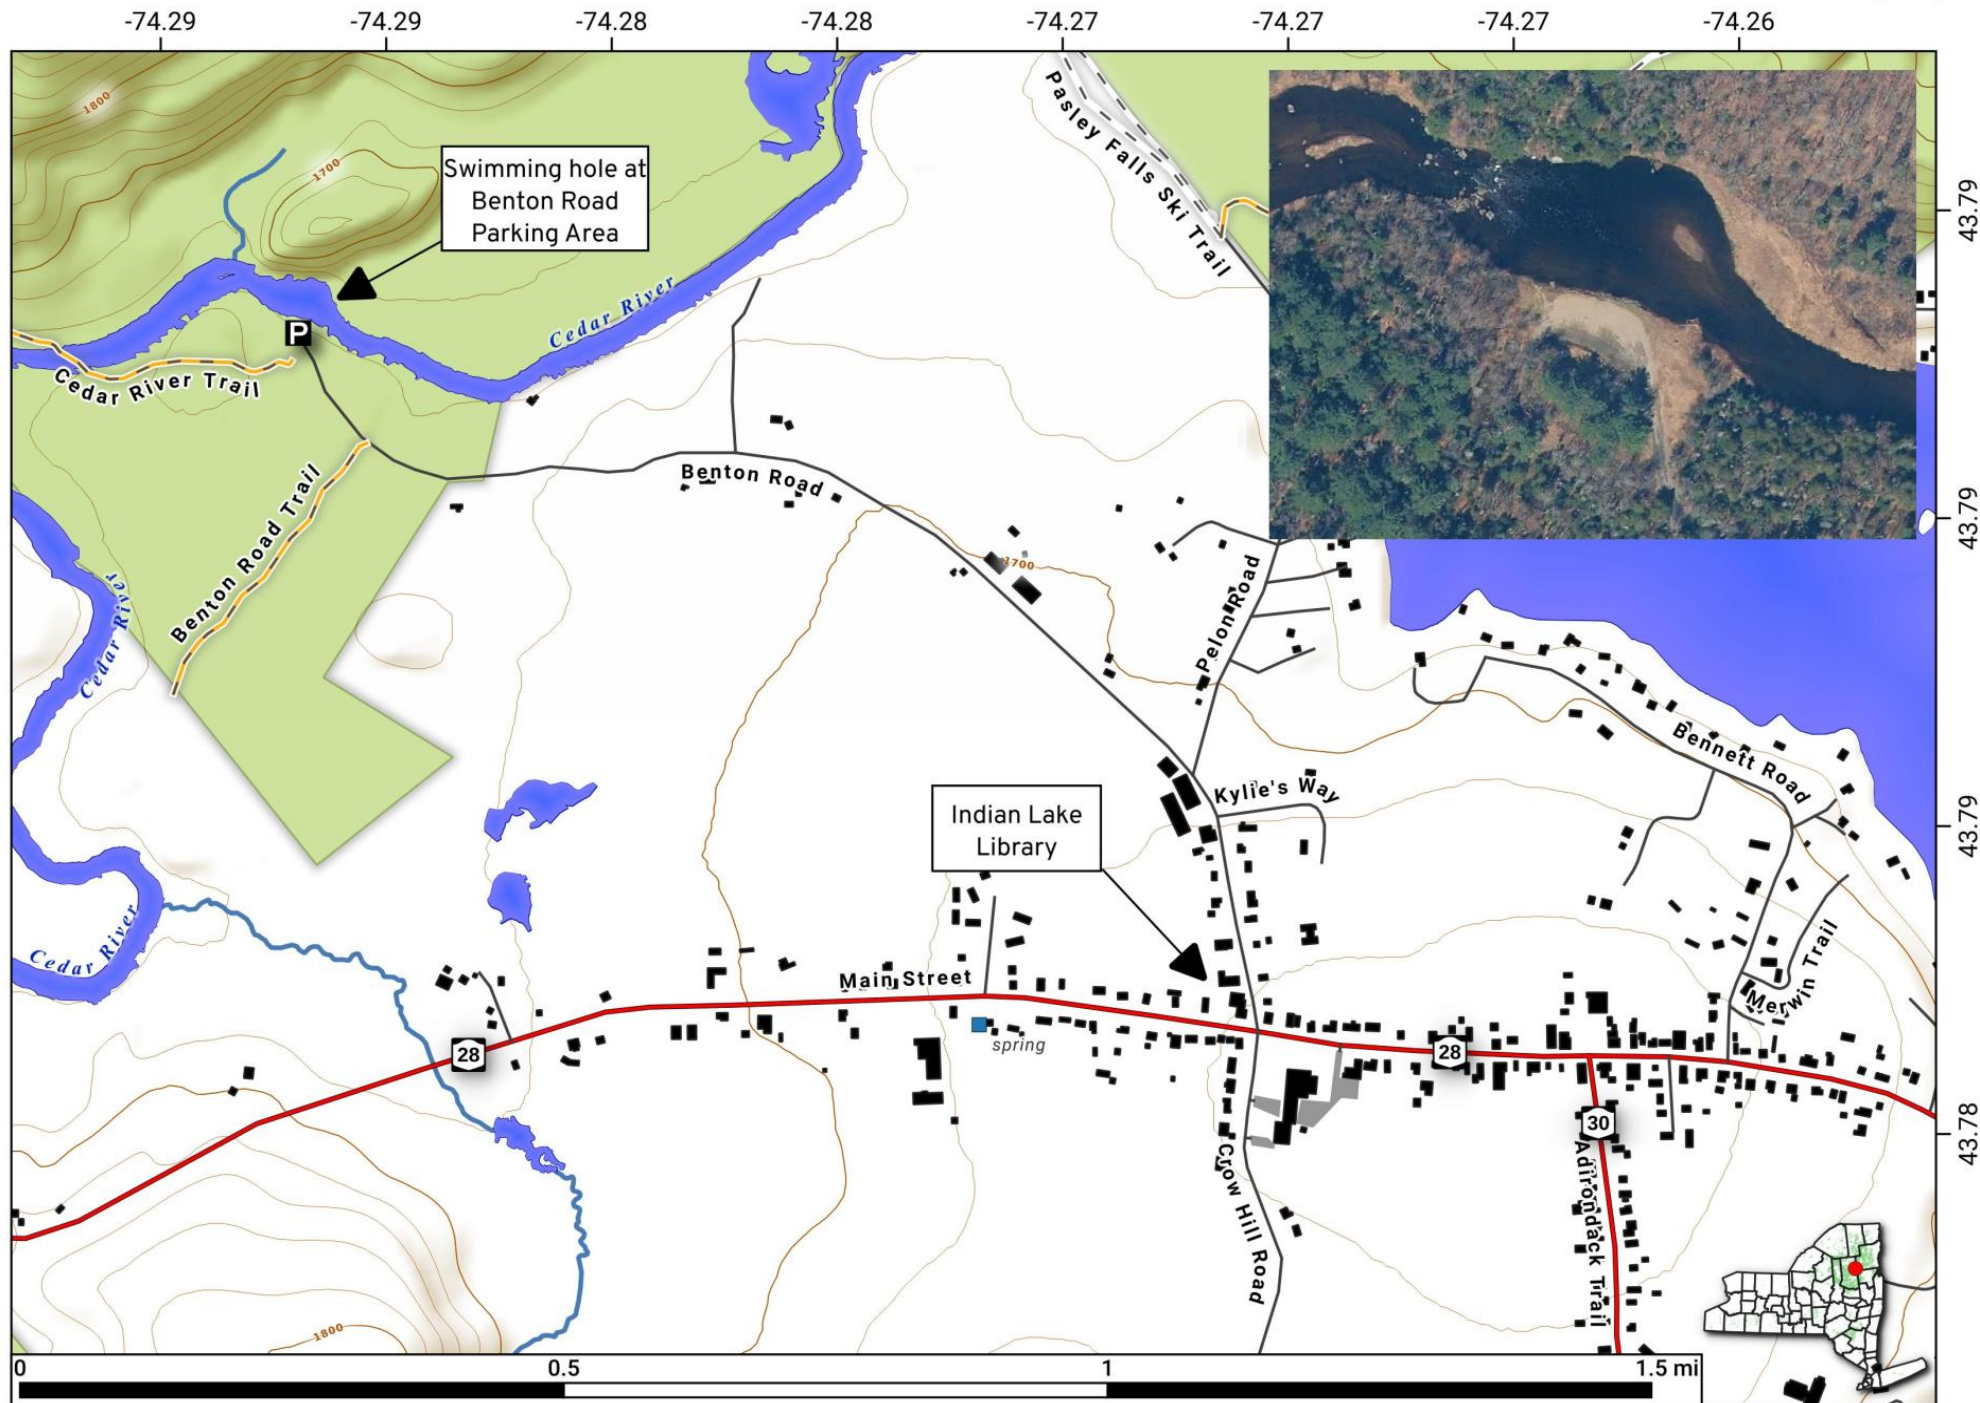 -74.29 -74.29 -74.28 -74.28 -74.27 -74.27 -74.27 -74.26
1800
1700
Swimming hole at
Benton Road
Parking Area
Pasley Falls Ski Trail
43.79
Cedar River
P
Cedar River Trail
Benton Road
Benton Road Trail
43.79
1700
Cedar River
Pelon Road
Bennett Road
Kylie's Way
Indian Lake
Library
43.79
Cedar River
Main Street
Merwin Trail
spring
28
28
30
43.78
Crow Hill Road
Adirondack Trail
1800
0 0.5 1 1.5 mi